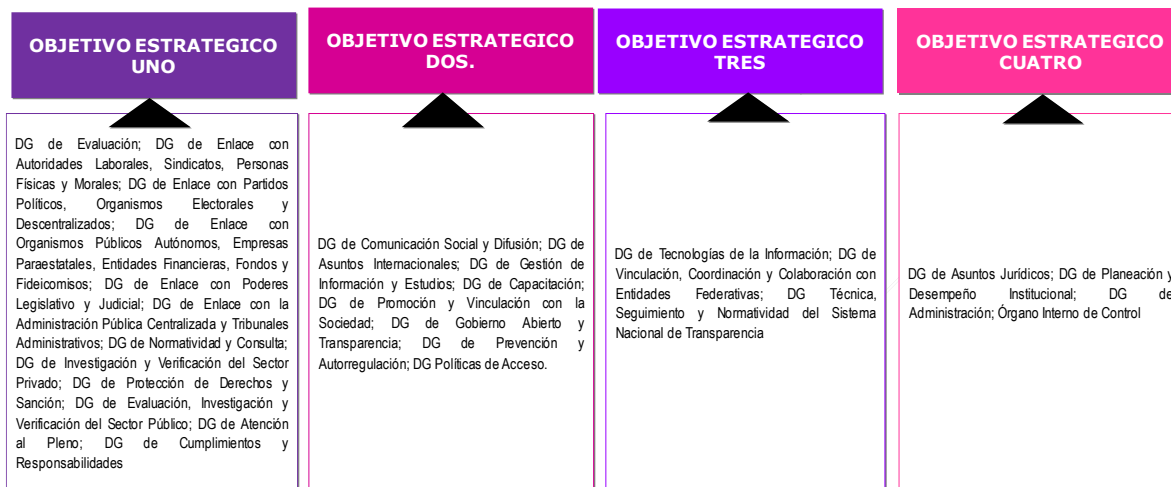 OBJETIVO ESTRATEGICO
UNO
DG de Evaluación; DG de Enlace con
Autoridades Laborales, Sindicatos, Personas
Físicas y Morales; DG de Enlace con Partidos
Políticos, Organismos Electorales y
Descentralizados; DG de Enlace con
Organismos Públicos Autónomos, Empresas
Paraestatales, Entidades Financieras, Fondos y
Fideicomisos; DG de Enlace con Poderes
Legislativo y Judicial; DG de Enlace con la
Administración Pública Centralizada y Tribunales
Administrativos; DG de Normatividad y Consulta;
DG de Investigación y Verificación del Sector
Privado; DG de Protección de Derechos y
Sanción; DG de Evaluación, Investigación y
Verificación del Sector Público; DG de Atención
al Pleno; DG de Cumplimientos y
Responsabilidades
OBJETIVO ESTRATEGICO
DOS.
DG de Comunicación Social y Difusión; DG de
Asuntos Internacionales; DG de Gestión de
Información y Estudios; DG de Capacitación;
DG de Promoción y Vinculación con la
Sociedad; DG de Gobierno Abierto y
Transparencia; DG de Prevención y
Autorregulación; DG Políticas de Acceso.
OBJETIVO ESTRATEGICO
TRES
DG de Tecnologías de la Información; DG de
Vinculación, Coordinación y Colaboración con
Entidades Federativas; DG Técnica,
Seguimiento y Normatividad del Sistema
Nacional de Transparencia
OBJETIVO ESTRATEGICO
CUATRO
DG de Asuntos Jurídicos; DG de Planeación y
Desempeño Institucional; DG de
Administración; Órgano Interno de Control